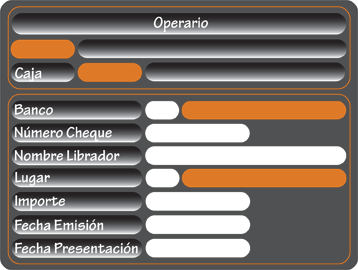 Operario
Caja
Banco
Número Cheque
Nombre Librador
Lugar
Importe
Fecha Emisión
Fecha Presentación